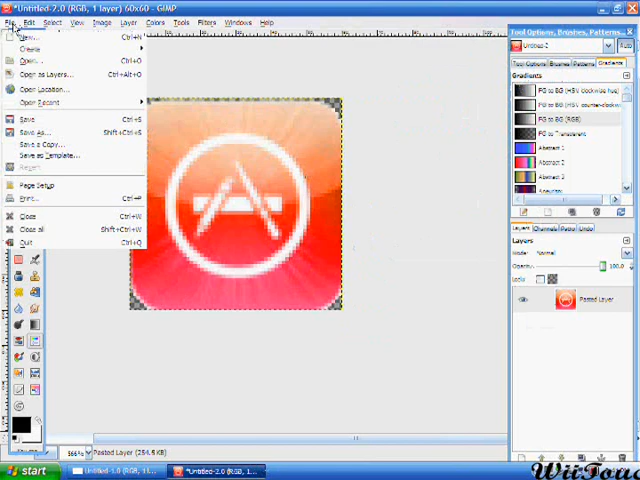 *Untitled-2.0 (RGB, 1 layer) 60x60 - GIMP
File Edit Select View Image Layer Colors Tools Filters Windows Help
New... Ctrl+N
Create
Open... Ctrl+O
Open as Layers... Ctrl+Alt+O
Open Location...
Open Recent
Save Ctrl+S
Save As... Shift+Ctrl+S
Save a Copy...
Save as Template...
Revert
Page Setup
Print... Ctrl+P
Close Ctrl+W
Close all Shift+Ctrl+W
Quit Ctrl+Q
Tool Options, Brushes, Patterns...
Untitled-2
Auto
Tool Options Brushes Patterns Gradients
Gradients
FG to BG (HSV clockwise hue)
FG to BG (HSV counter-clockwise
FG to BG (RGB)
FG to Transparent
Abstract 1
Abstract 2
Abstract 3
Layers Channels Paths Undo
Layers
Mode: Normal
Opacity: 100.0
Lock:
Pasted Layer
366% Pasted Layer (254.5 KB)
start
Untitled-1.0 (RGB, 11...
*Untitled-2.0 (RGB, 1...
WiiTouc